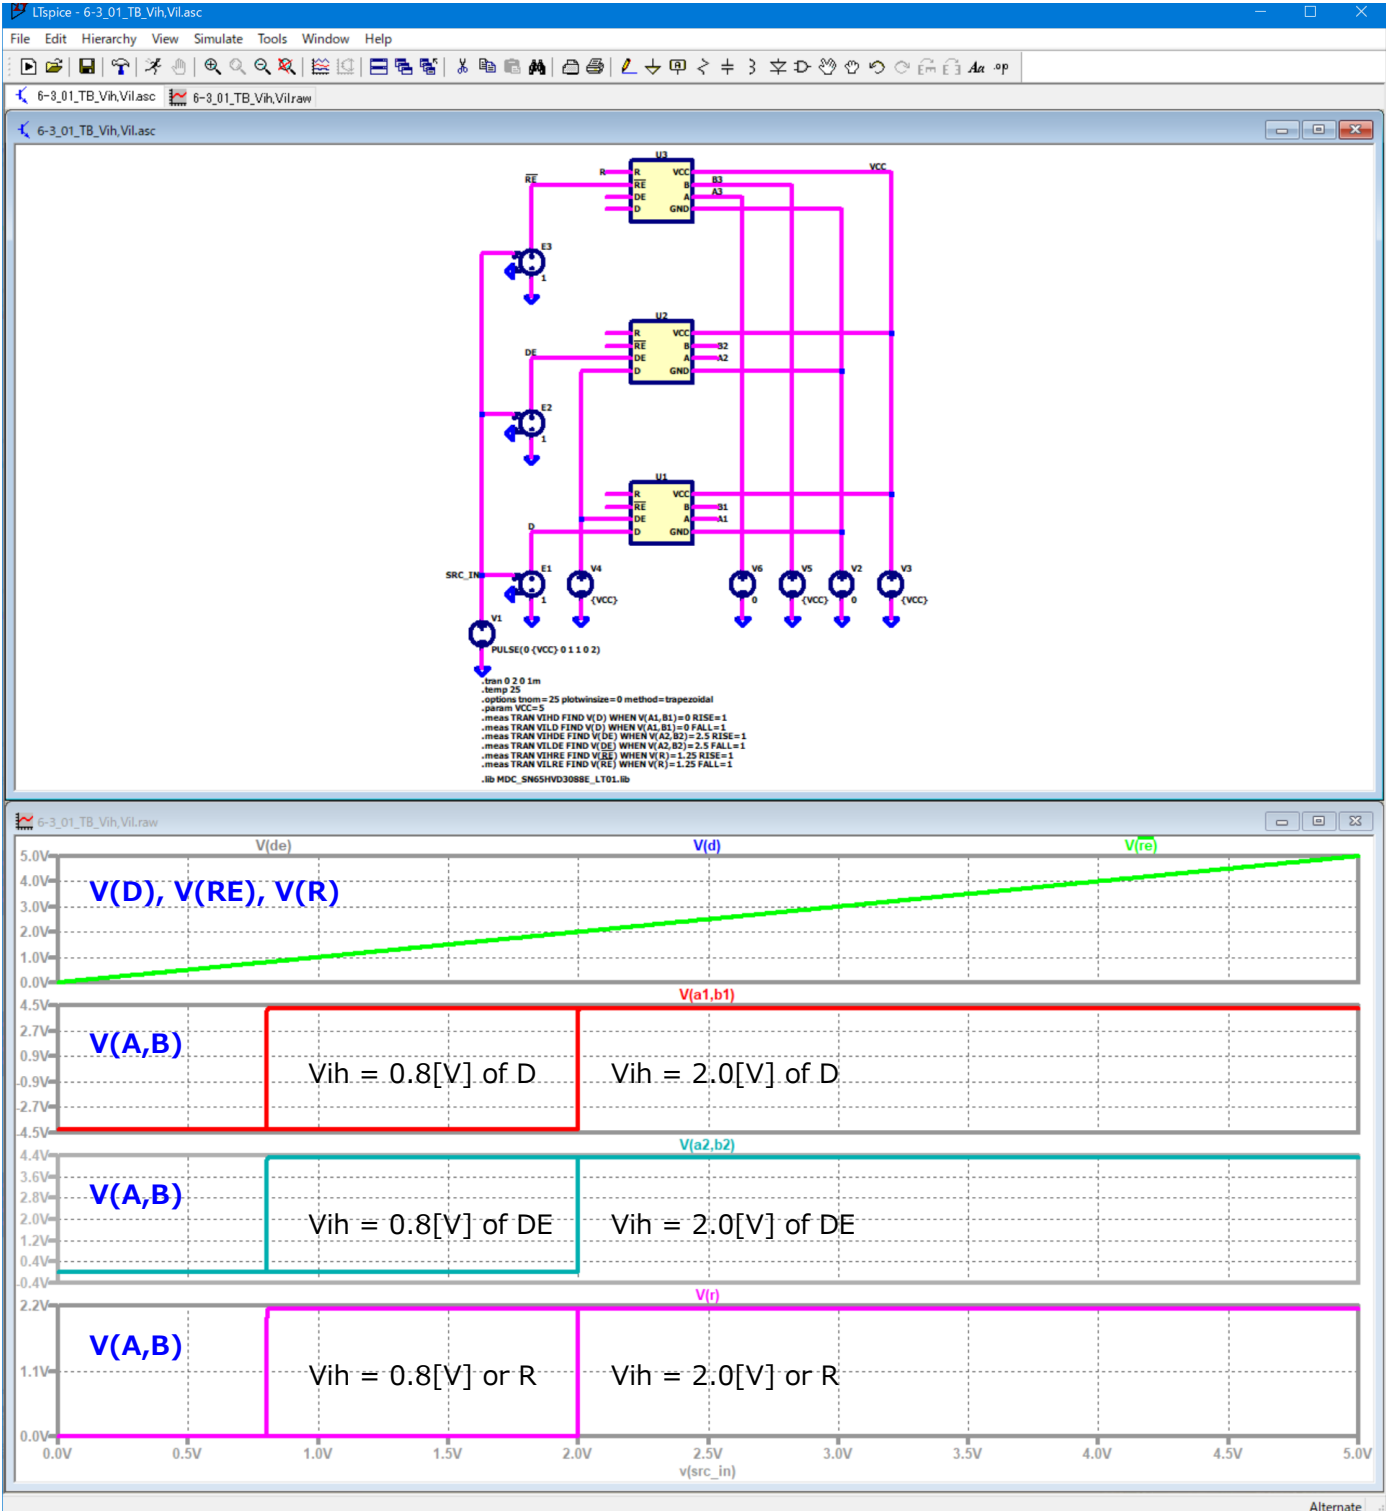 LTspice - 6-3_01_TB_Vih,Vil.asc
File Edit Hierarchy View Simulate Tools Window Help
6-3_01_TB_Vih,Vil.asc 6-3_01_TB_Vih,Vil.raw
6-3_01_TB_Vih,Vil.asc
U3
R R VCC VCC
RE RE B B3
DE A A3
D GND
E3
1
U2
R VCC
RE B B2
DE DE A A2
D GND
E2
1
U1
R VCC
RE B B1
DE A A1
D D GND
SRC_IN E1 V4 V6 V5 V2 V3
1 {VCC} 0 {VCC} 0 {VCC}
V1
PULSE(0 {VCC} 0 1 1 0 2)
.tran 0 2 0 1m
.temp 25
.options tnom=25 plotwinsize=0 method=trapezoidal
.param VCC=5
.meas TRAN VIHD FIND V(D) WHEN V(A1,B1)=0 RISE=1
.meas TRAN VILD FIND V(D) WHEN V(A1,B1)=0 FALL=1
.meas TRAN VIHDE FIND V(DE) WHEN V(A2,B2)=2.5 RISE=1
.meas TRAN VILDE FIND V(DE) WHEN V(A2,B2)=2.5 FALL=1
.meas TRAN VIHRE FIND V(RE) WHEN V(R)=1.25 RISE=1
.meas TRAN VILRE FIND V(RE) WHEN V(R)=1.25 FALL=1
.lib MDC_SN65HVD3088E_LT01.lib
6-3_01_TB_Vih,Vil.raw
V(de) V(d) V(re)
5.0V
4.0V
V(D), V(RE), V(R)
3.0V
2.0V
1.0V
0.0V
V(a1,b1)
4.5V
2.7V
V(A,B)
0.9V
Vih = 0.8[V] of D Vih = 2.0[V] of D
-0.9V
-2.7V
-4.5V
V(a2,b2)
4.4V
3.6V
V(A,B)
2.8V
2.0V
Vih = 0.8[V] of DE Vih = 2.0[V] of DE
1.2V
0.4V
-0.4V
V(r)
2.2V
V(A,B)
1.1V
Vih = 0.8[V] or R Vih = 2.0[V] or R
0.0V
0.0V 0.5V 1.0V 1.5V 2.0V 2.5V 3.0V 3.5V 4.0V 4.5V 5.0V
v(src_in)
Alternate